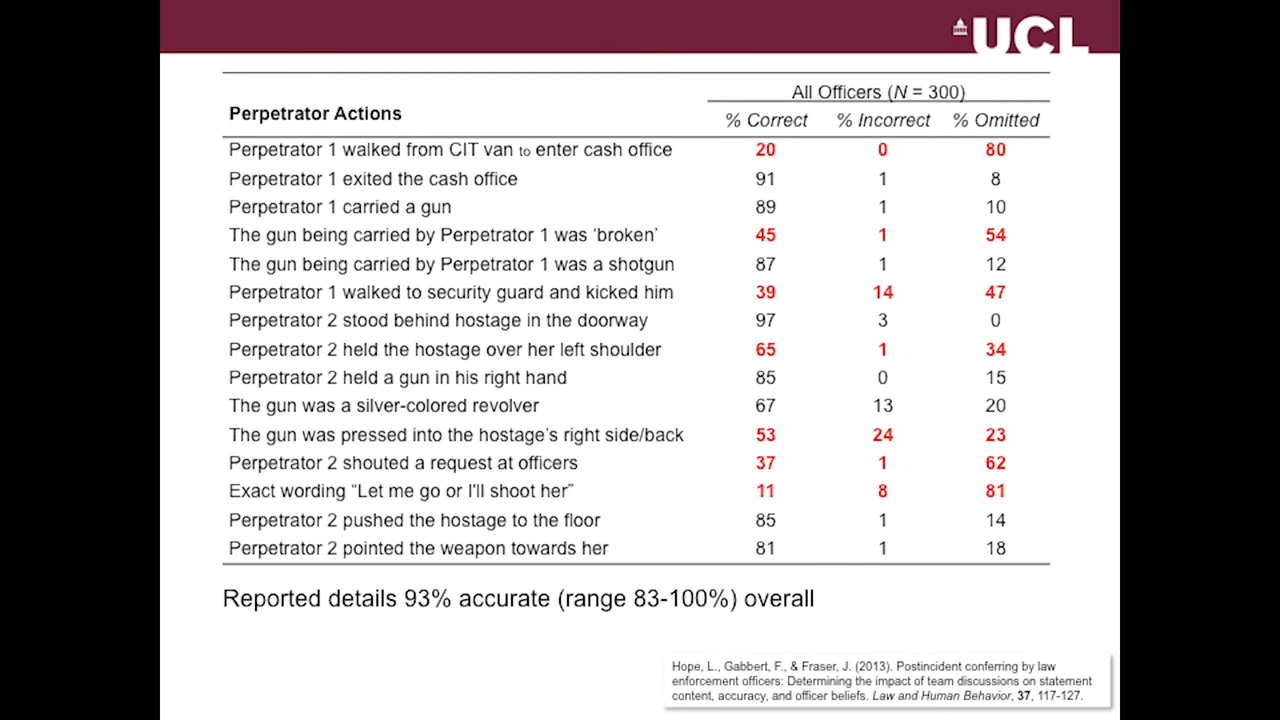 UCL
All Officers (N = 300)
Perpetrator Actions
% Correct % Incorrect % Omitted
Perpetrator 1 walked from CIT van to enter cash office 20 0 80
Perpetrator 1 exited the cash office 91 1 8
Perpetrator 1 carried a gun 89 1 10
The gun being carried by Perpetrator 1 was ‘broken’ 45 1 54
The gun being carried by Perpetrator 1 was a shotgun 87 1 12
Perpetrator 1 walked to security guard and kicked him 39 14 47
Perpetrator 2 stood behind hostage in the doorway 97 3 0
Perpetrator 2 held the hostage over her left shoulder 65 1 34
Perpetrator 2 held a gun in his right hand 85 0 15
The gun was a silver-colored revolver 67 13 20
The gun was pressed into the hostage’s right side/back 53 24 23
Perpetrator 2 shouted a request at officers 37 1 62
Exact wording “Let me go or I'll shoot her” 11 8 81
Perpetrator 2 pushed the hostage to the floor 85 1 14
Perpetrator 2 pointed the weapon towards her 81 1 18
Reported details 93% accurate (range 83-100%) overall
Hope, L., Gabbert, F., & Fraser, J. (2013). Postincident conferring by law
enforcement officers: Determining the impact of team discussions on statement
content, accuracy, and officer beliefs. Law and Human Behavior, 37, 117-127.